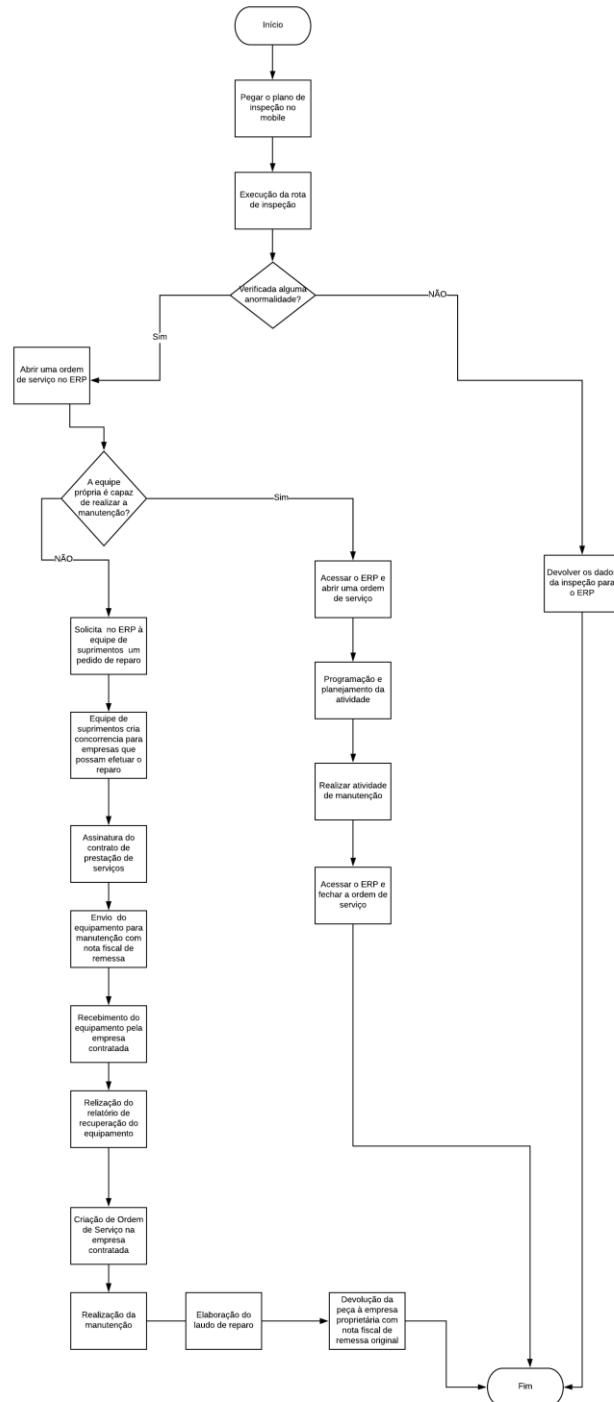 Início
Pegar o plano de
inspeção no
mobile
Execução da rota
de inspeção
Verificada alguma
anormalidade?
NÃO
Sim
Abrir uma ordem
de serviço no ERP
A equipe
própria é capaz
de realizar a
manutenção?
Sim
NÃO
Acessar o ERP e
abrir uma ordem
de serviço
Devolver os dados
da inspeção para
o ERP
Solicita no ERP à
equipe de
suprimentos um
pedido de reparo
Programação e
planejamento da
atividade
Equipe de
suprimentos cria
concorrencia para
empresas que
possam efetuar o
reparo
Realizar atividade
de manutenção
Assinatura do
contrato de
prestação de
serviços
Acessar o ERP e
fechar a ordem de
serviço
Envio do
equipamento para
manutenção com
nota fiscal de
remessa
Recebimento do
equipamento pela
empresa
contratada
Relização do
relatório de
recuperação do
equipamento
Criação de Ordem
de Serviço na
empresa
contratada
Realização da
manutenção
Elaboração do
laudo de reparo
Devolução da
peça à empresa
proprietária com
nota fiscal de
remessa original
Fim